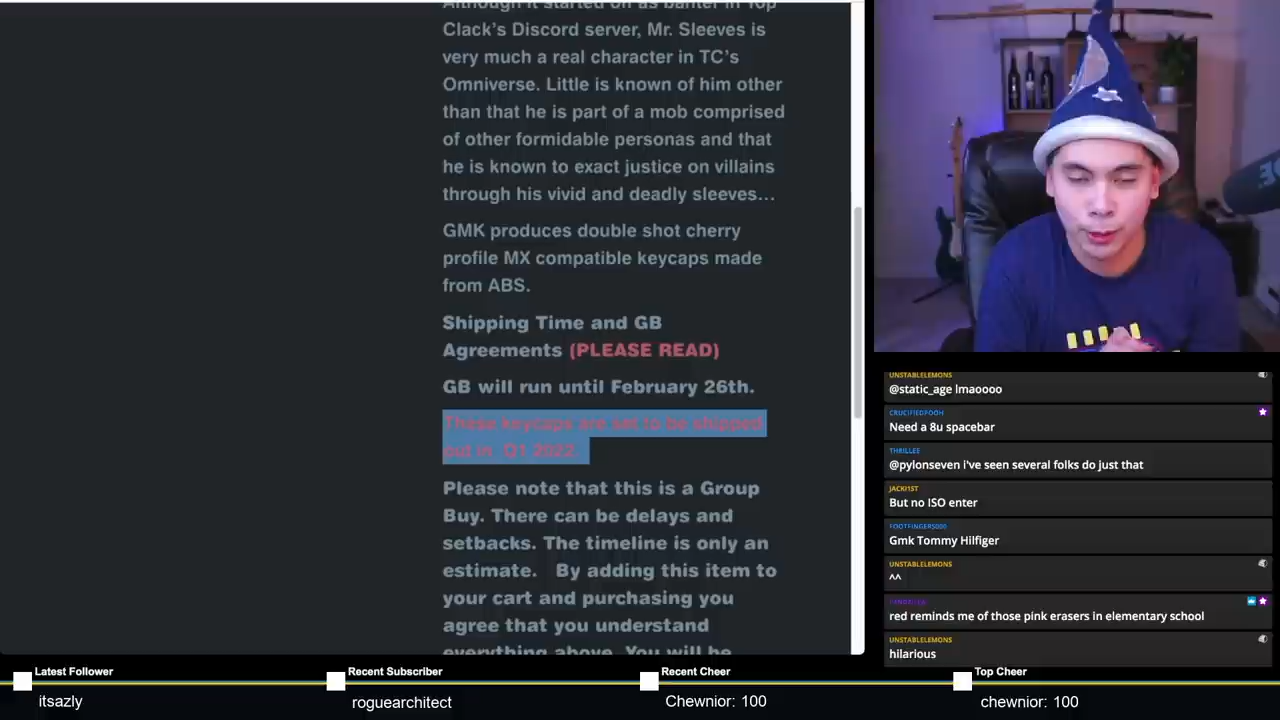 Although it started on as banter in Top
Clack's Discord server, Mr. Sleeves is
very much a real character in TC's
Omniverse. Little is known of him other
than that he is part of a mob comprised
of other formidable personas and that
he is known to exact justice on villains
through his vivid and deadly sleeves...
GMK produces double shot cherry
profile MX compatible keycaps made
from ABS.
Shipping Time and GB
Agreements (PLEASE READ)
GB will run until February 26th.
These keycaps are set to be shipped
out in Q1 2022.
Please note that this is a Group
Buy. There can be delays and
setbacks. The timeline is only an
estimate. By adding this item to
your cart and purchasing you
agree that you understand
everything above. You will be
UNSTABLELEMONS
@static_age lmaoooo
CRUCIFIEDPOOH
Need a 8u spacebar
THRILLEE
@pylonseven i've seen several folks do just that
JACKI1ST
But no ISO enter
FOOTFINGERS000
Gmk Tommy Hilfiger
UNSTABLELEMONS
^^
red reminds me of those pink erasers in elementary school
UNSTABLELEMONS
hilarious
Latest Follower
itsazly
Recent Subscriber
roguearchitect
Recent Cheer
Chewnior: 100
Top Cheer
chewnior: 100